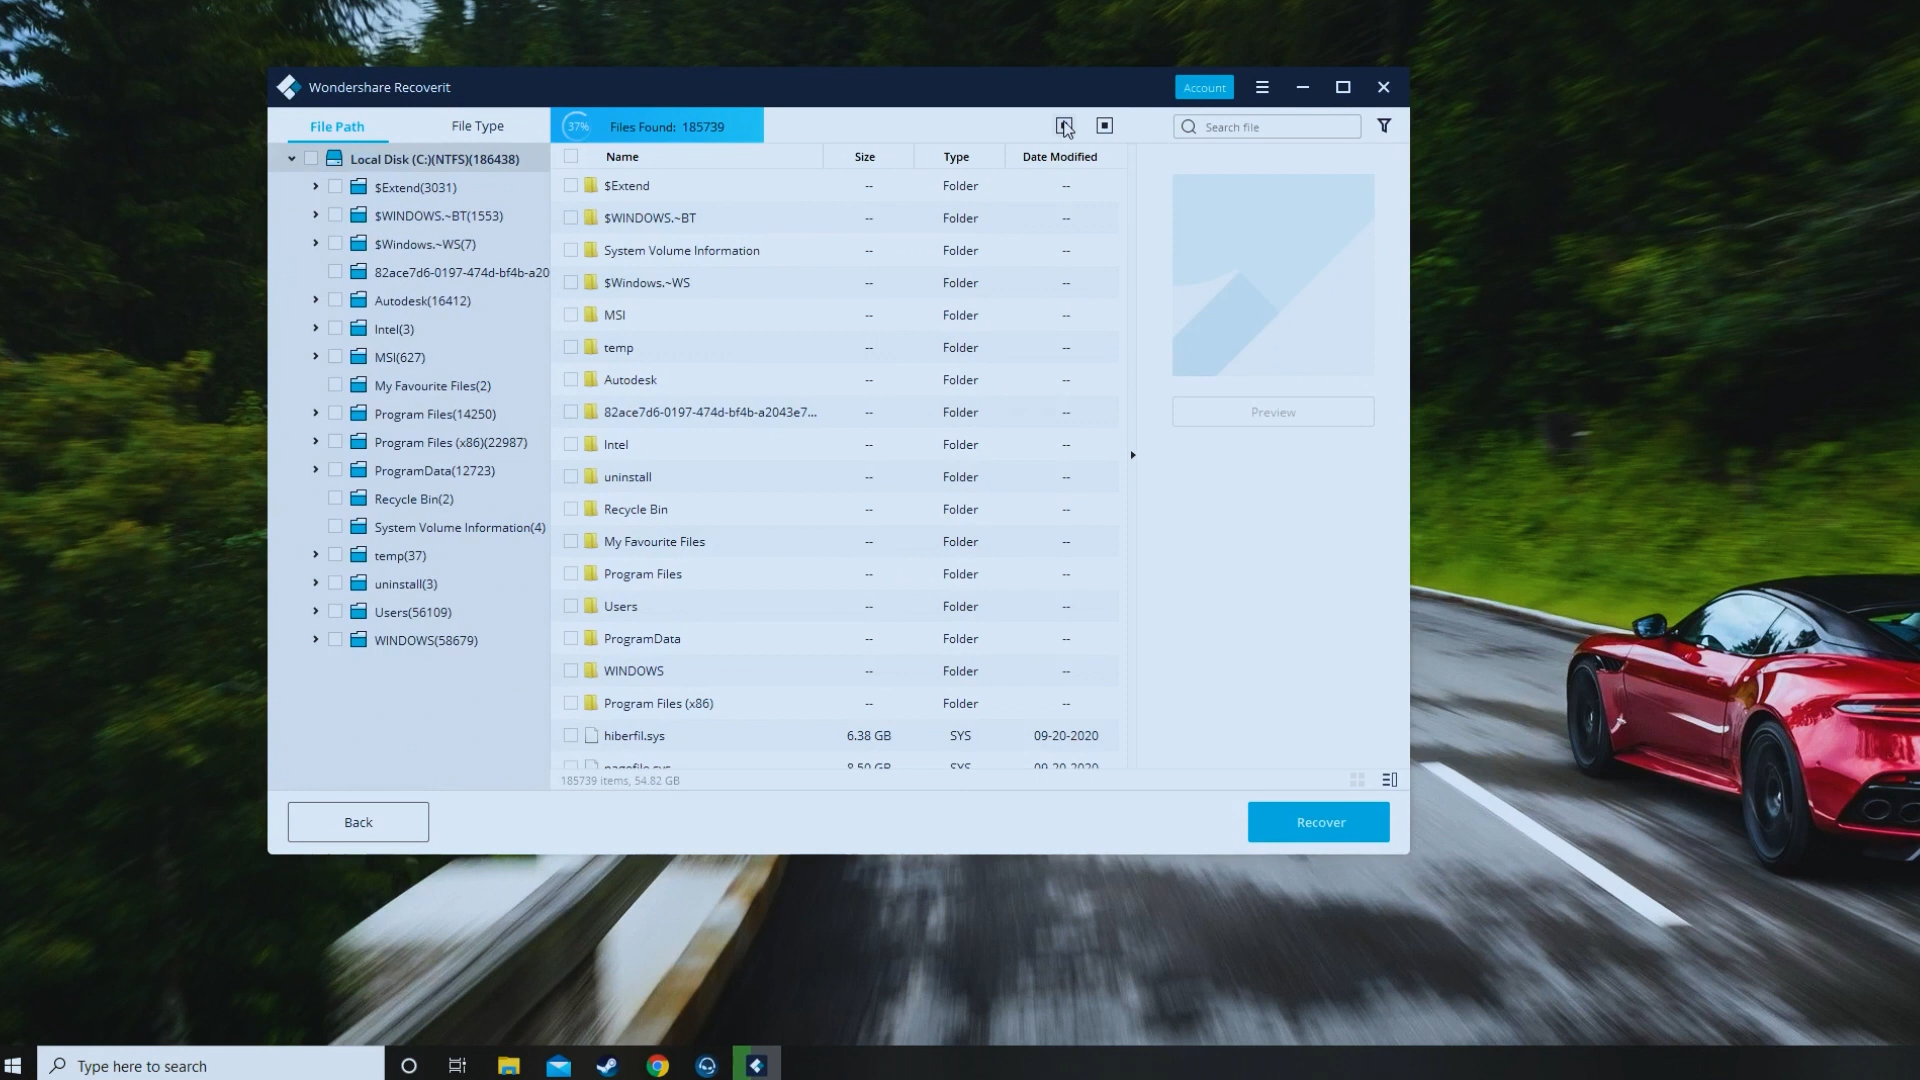 Wondershare Recoverit
Account
File Path
File Type
37%
Files Found: 185739
Search file
Local Disk (C:)(NTFS)(186438)
$Extend(3031)
$WINDOWS.~BT(1553)
$Windows.~WS(7)
82ace7d6-0197-474d-bf4b-a20
Autodesk(16412)
Intel(3)
MSI(627)
My Favourite Files(2)
Program Files(14250)
Program Files (x86)(22987)
ProgramData(12723)
Recycle Bin(2)
System Volume Information(4)
temp(37)
uninstall(3)
Users(56109)
WINDOWS(58679)
Name Size Type Date Modified
$Extend -- Folder --
$WINDOWS.~BT -- Folder --
System Volume Information -- Folder --
$Windows.~WS -- Folder --
MSI -- Folder --
temp -- Folder --
Autodesk -- Folder --
82ace7d6-0197-474d-bf4b-a2043e7... -- Folder --
Intel -- Folder --
uninstall -- Folder --
Recycle Bin -- Folder --
My Favourite Files -- Folder --
Program Files -- Folder --
Users -- Folder --
ProgramData -- Folder --
WINDOWS -- Folder --
Program Files (x86) -- Folder --
hiberfil.sys 6.38 GB SYS 09-20-2020
pagefile.sys 8.50 GB SYS 09-20-2020
185739 items, 54.82 GB
Preview
Back
Recover
Type here to search